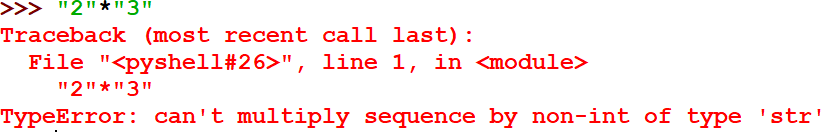 >>> "2"*"3"
Traceback (most recent call last):
  File "<pyshell#26>", line 1, in <module>
    "2"*"3"
TypeError: can't multiply sequence by non-int of type 'str'